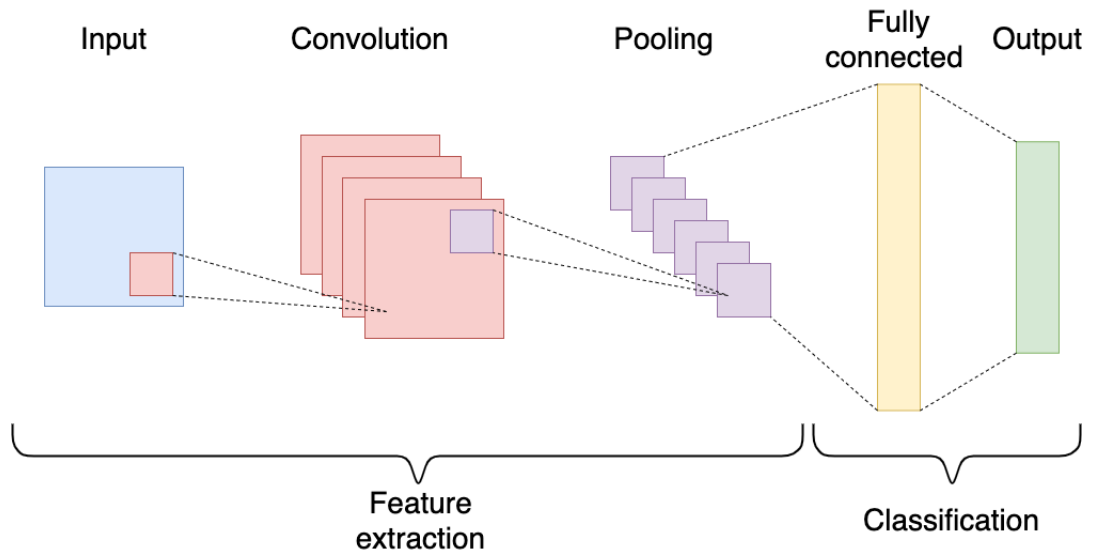 Input
Convolution
Pooling
Fully
connected
Output
Feature
extraction
Classification